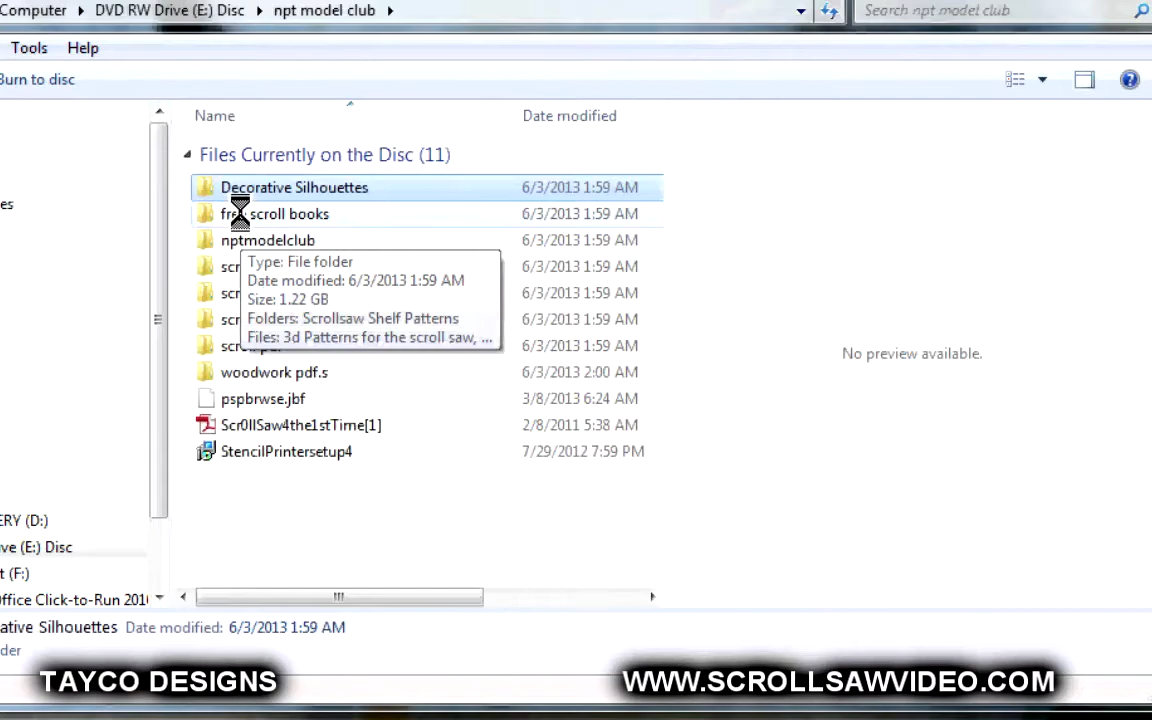 Computer ▸ DVD RW Drive (E:) Disc ▸ npt model club ▸
Search npt model club
Tools Help
Burn to disc
Name Date modified
Files Currently on the Disc (11)
Decorative Silhouettes 6/3/2013 1:59 AM
free scroll books 6/3/2013 1:59 AM
nptmodelclub 6/3/2013 1:59 AM
scr 6/3/2013 1:59 AM
scr 6/3/2013 1:59 AM
scr 6/3/2013 1:59 AM
6/3/2013 1:59 AM
Type: File folder
Date modified: 6/3/2013 1:59 AM
Size: 1.22 GB
Folders: Scrollsaw Shelf Patterns
Files: 3d Patterns for the scroll saw, ...
woodwork pdf.s 6/3/2013 2:00 AM
pspbrwse.jbf 3/8/2013 6:24 AM
Scr0llSaw4the1stTime[1] 2/8/2011 5:38 AM
StencilPrintersetup4 7/29/2012 7:59 PM
No preview available.
es
ERY (D:)
ve (E:) Disc
t (F:)
ffice Click-to-Run 201
ative Silhouettes Date modified: 6/3/2013 1:59 AM
der
TAYCO DESIGNS
WWW.SCROLLSAWVIDEO.COM